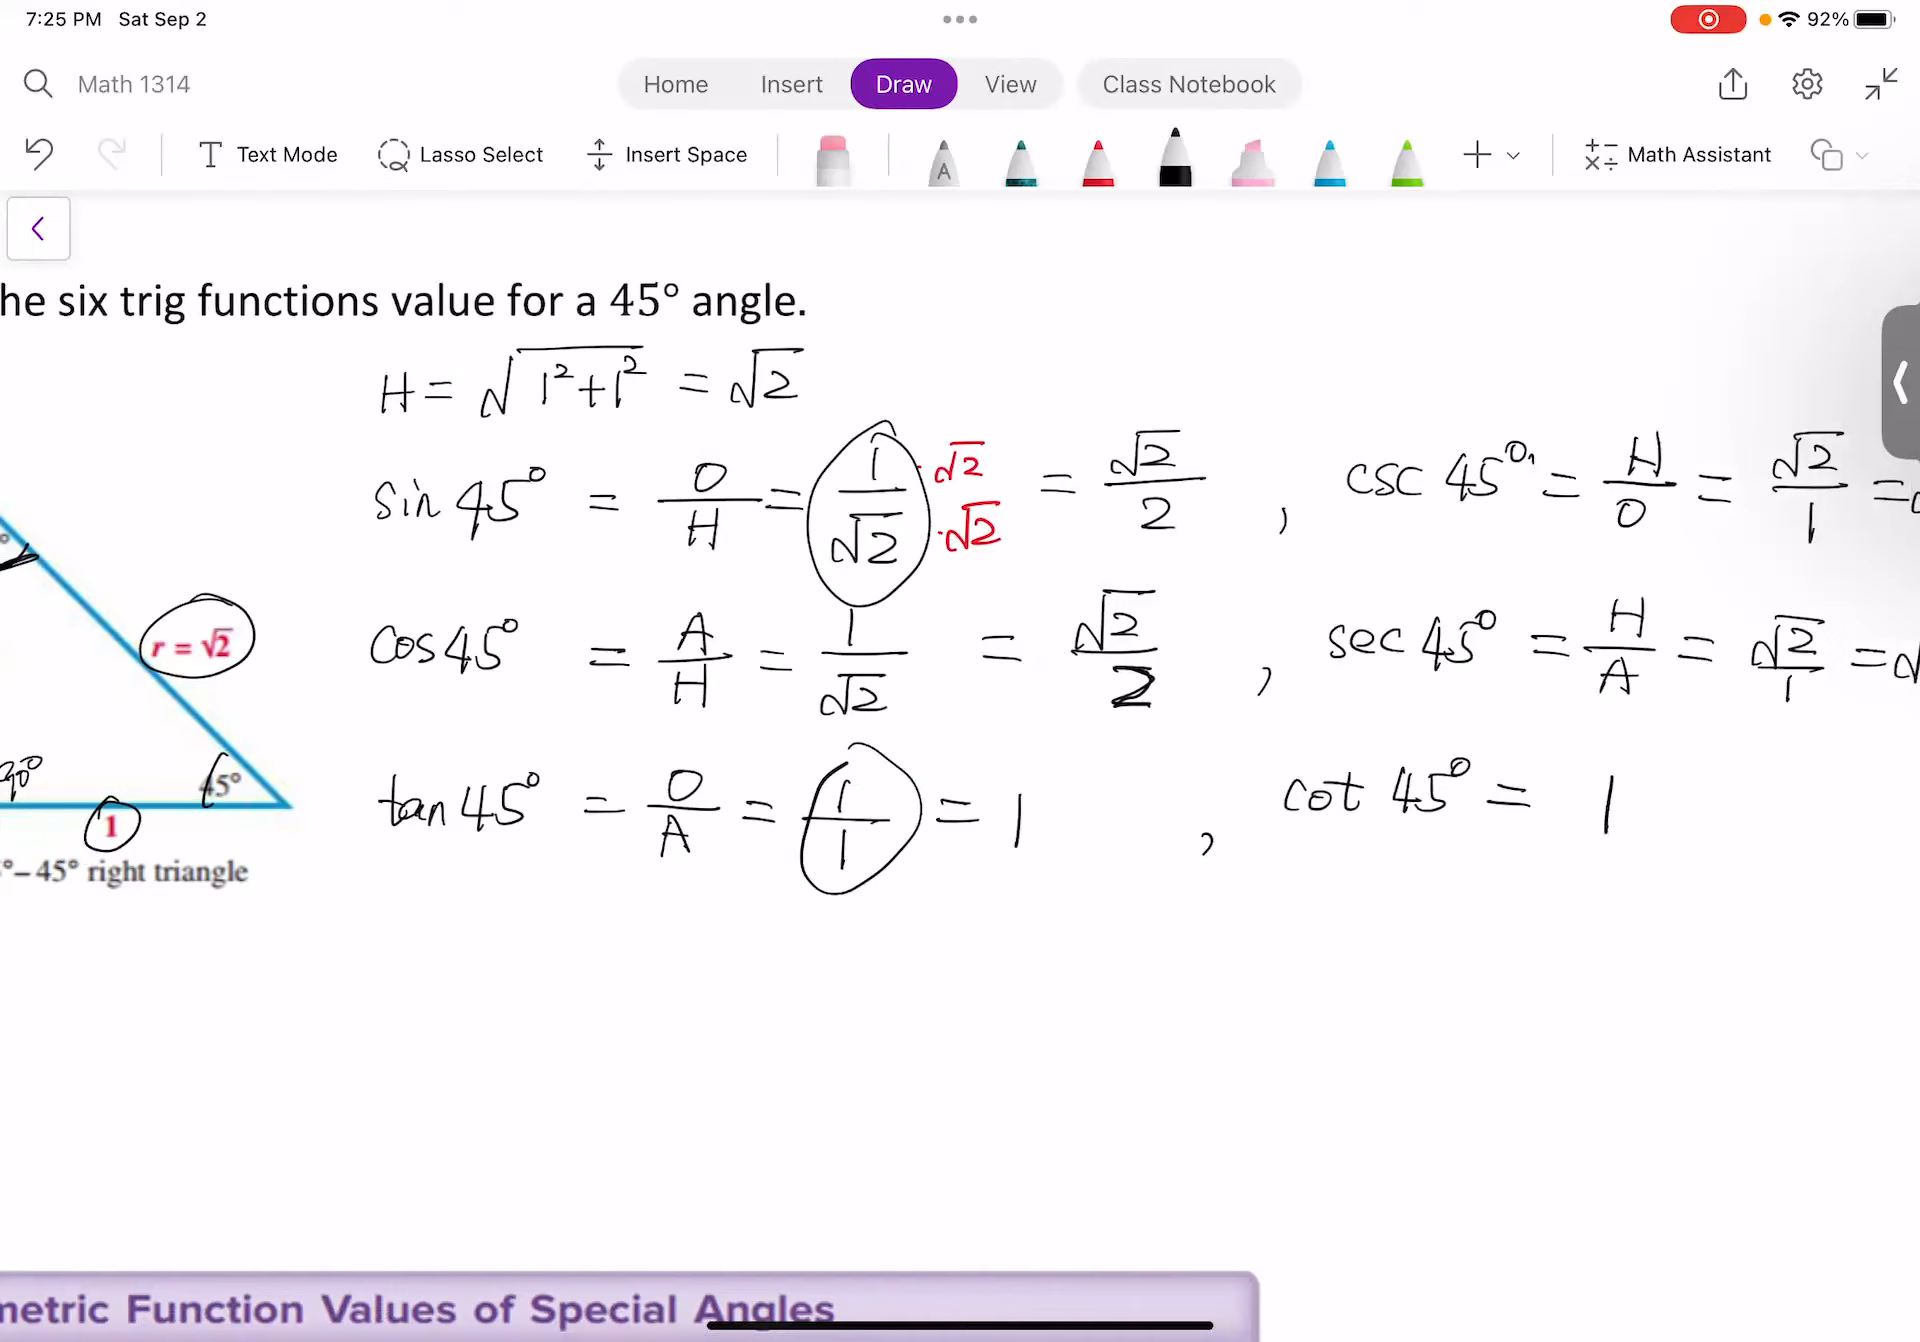 7:25 PM Sat Sep 2
92%
Math 1314
Home Insert Draw View Class Notebook
Text Mode Lasso Select Insert Space A Math Assistant
he six trig functions value for a 45° angle.
H = √(1²+1²) = √2
sin 45° = O/H = 1/√2 ·√2/·√2 = √2/2 , csc 45° = H/O = √2/1 =
cos 45° = A/H = 1/√2 = √2/2 , sec 45° = H/A = √2/1 = √
tan 45° = O/A = 1/1 = 1 , cot 45° = 1
r = √2
90°
45°
1
°– 45° right triangle
metric Function Values of Special Angles